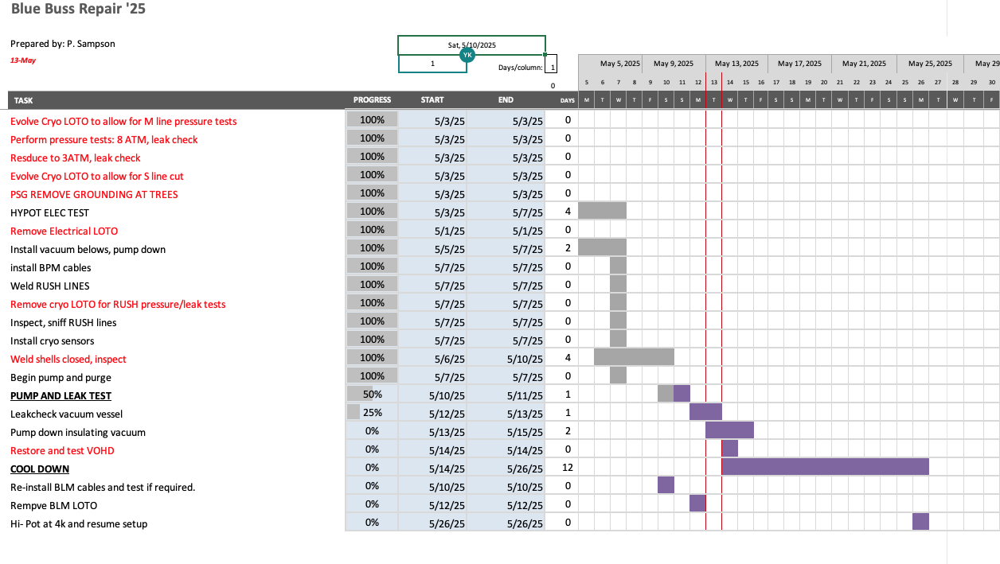 Blue Buss Repair '25
Prepared by: P. Sampson
Sat, 5/10/2025
13-May
YK
1
Days/column: 1
May 5, 2025 May 9, 2025 May 13, 2025 May 17, 2025 May 21, 2025 May 25, 2025 May 29
0
5 6 7 8 9 10 11 12 13 14 15 16 17 18 19 20 21 22 23 24 25 26 27 28 29 30
TASK PROGRESS START END DAYS M T W T F S S M T W T F S S M T W T F S S M T W T F
Evolve Cryo LOTO to allow for M line pressure tests 100% 5/3/25 5/3/25 0
Perform pressure tests: 8 ATM, leak check 100% 5/3/25 5/3/25 0
Resduce to 3ATM, leak check 100% 5/3/25 5/3/25 0
Evolve Cryo LOTO to allow for S line cut 100% 5/3/25 5/3/25 0
PSG REMOVE GROUNDING AT TREES 100% 5/3/25 5/3/25 0
HYPOT ELEC TEST 100% 5/3/25 5/7/25 4
Remove Electrical LOTO 100% 5/1/25 5/1/25 0
Install vacuum belows, pump down 100% 5/5/25 5/7/25 2
install BPM cables 100% 5/7/25 5/7/25 0
Weld RUSH LINES 100% 5/7/25 5/7/25 0
Remove cryo LOTO for RUSH pressure/leak tests 100% 5/7/25 5/7/25 0
Inspect, sniff RUSH lines 100% 5/7/25 5/7/25 0
Install cryo sensors 100% 5/7/25 5/7/25 0
Weld shells closed, inspect 100% 5/6/25 5/10/25 4
Begin pump and purge 100% 5/7/25 5/7/25 0
PUMP AND LEAK TEST 50% 5/10/25 5/11/25 1
Leakcheck vacuum vessel 25% 5/12/25 5/13/25 1
Pump down insulating vacuum 0% 5/13/25 5/15/25 2
Restore and test VOHD 0% 5/14/25 5/14/25 0
COOL DOWN 0% 5/14/25 5/26/25 12
Re-install BLM cables and test if required. 0% 5/10/25 5/10/25 0
Rempve BLM LOTO 0% 5/12/25 5/12/25 0
Hi- Pot at 4k and resume setup 0% 5/26/25 5/26/25 0